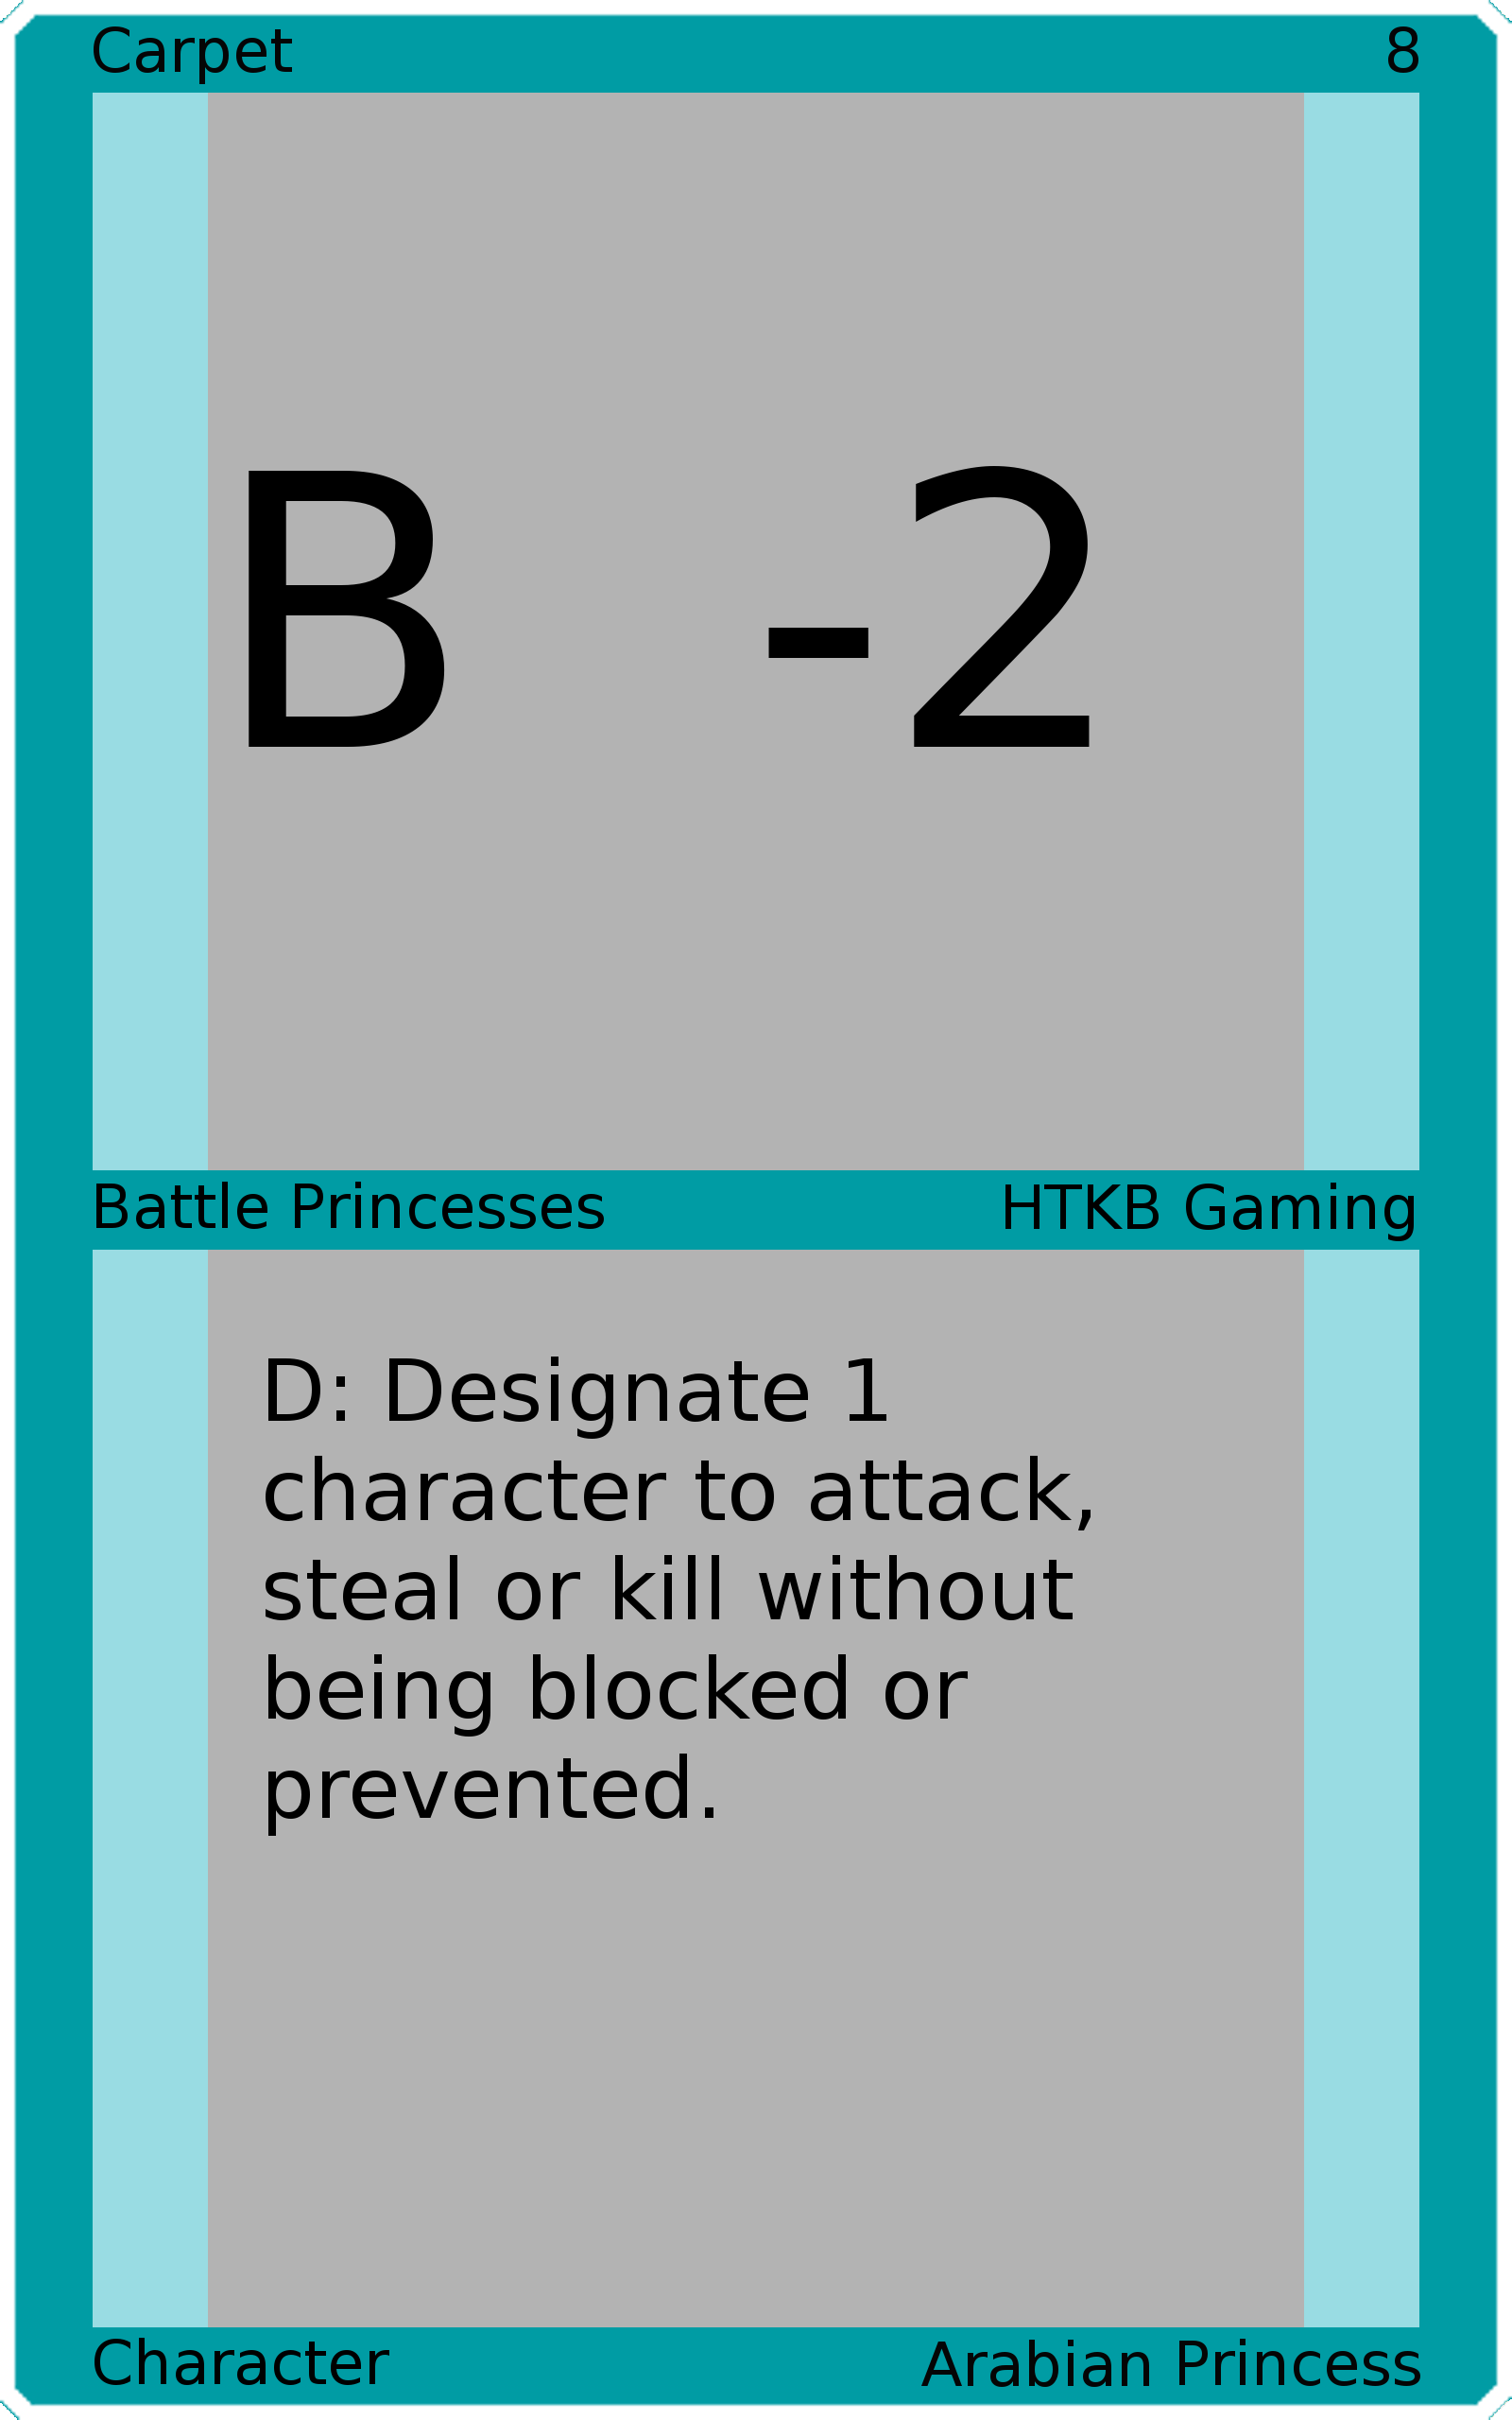 Carpet 8
B -2
Battle Princesses HTKB Gaming
D: Designate 1
character to attack,
steal or kill without
being blocked or
prevented.
Character Arabian Princess